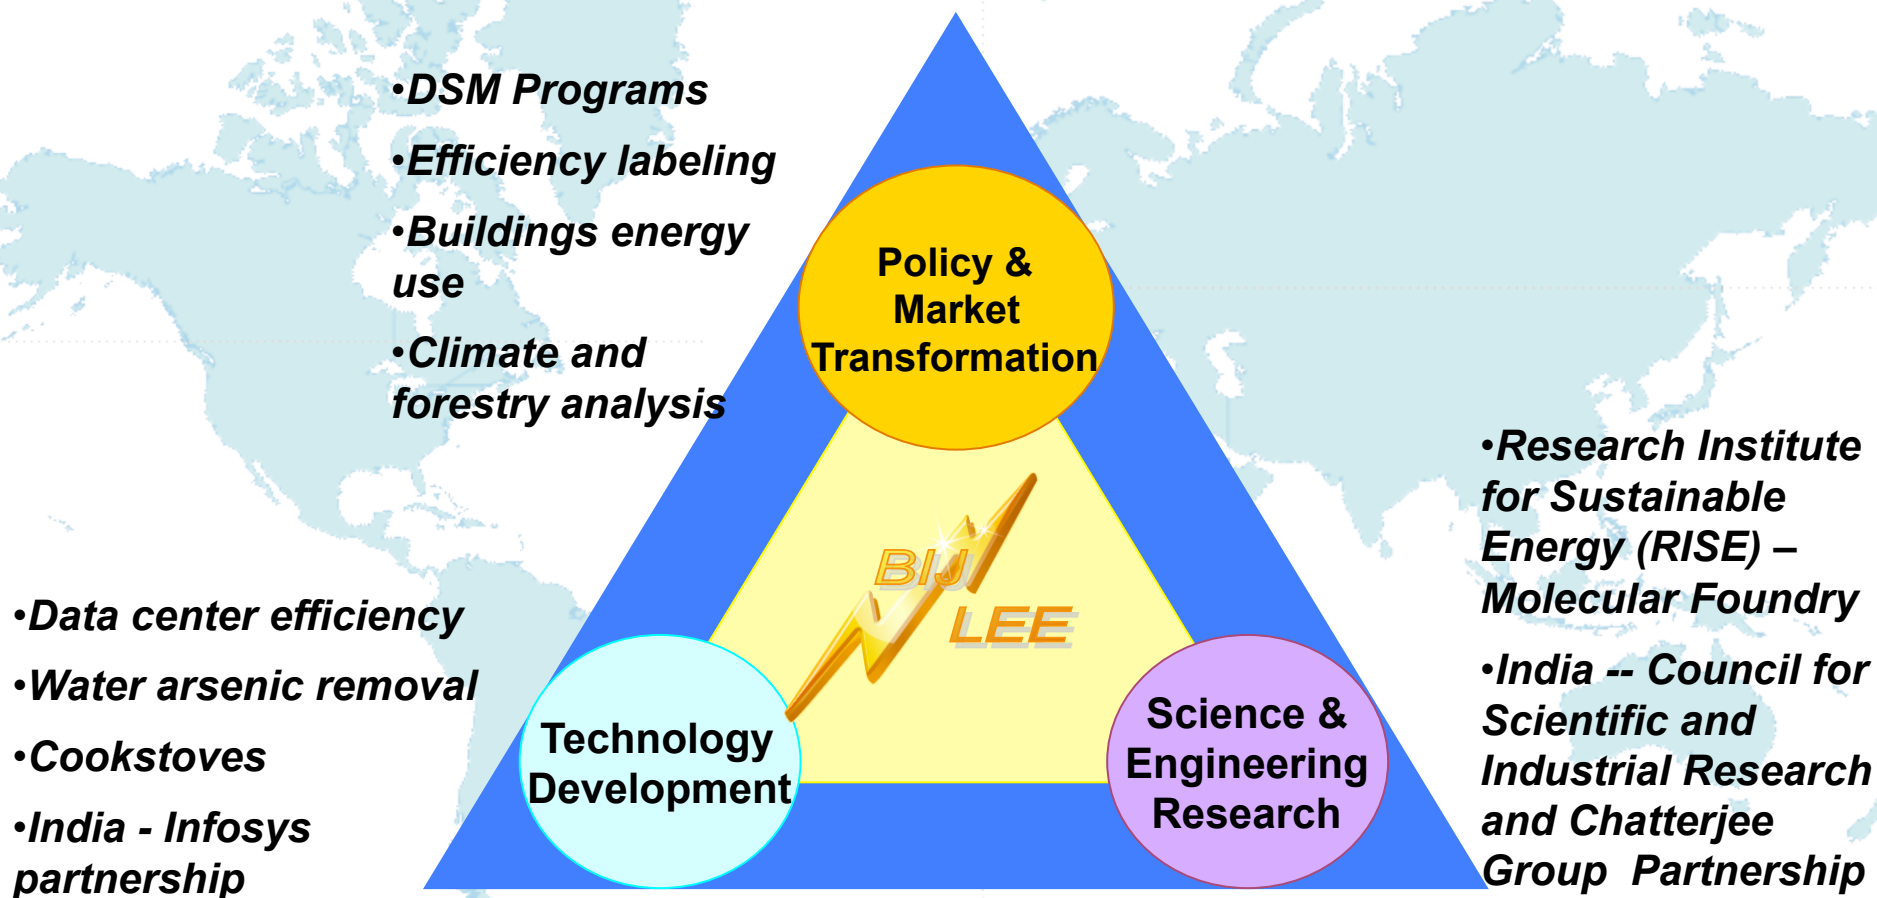 •DSM Programs
•Efficiency labeling
•Buildings energy
use
•Climate and
forestry analysis
Policy &
Market
Transformation
•Research Institute
for Sustainable
Energy (RISE) –
Molecular Foundry
•India -- Council for
Scientific and
Industrial Research
and Chatterjee
Group Partnership
BIJ
LEE
•Data center efficiency
•Water arsenic removal
•Cookstoves
•India - Infosys
partnership
Technology
Development
Science &
Engineering
Research